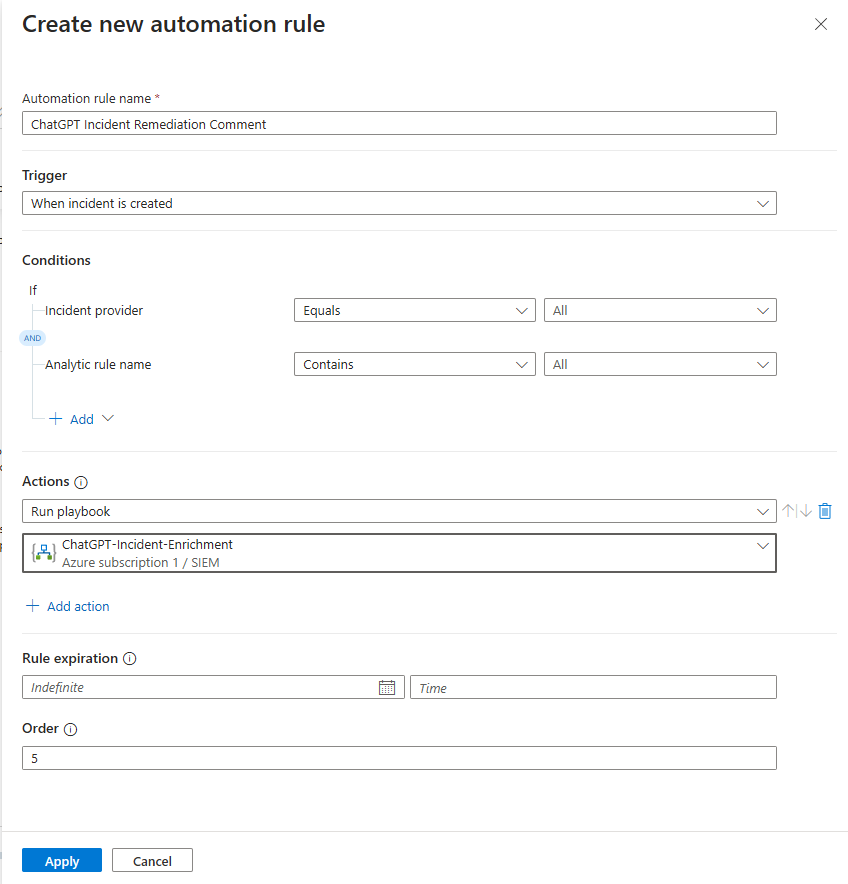 Create new automation rule
Automation rule name *
ChatGPT Incident Remediation Comment
Trigger
When incident is created
Conditions
If
Incident provider
Equals
All
AND
Analytic rule name
Contains
All
+ Add
Actions
Run playbook
ChatGPT-Incident-Enrichment
Azure subscription 1 / SIEM
+ Add action
Rule expiration
Indefinite
Time
Order
5
Apply
Cancel